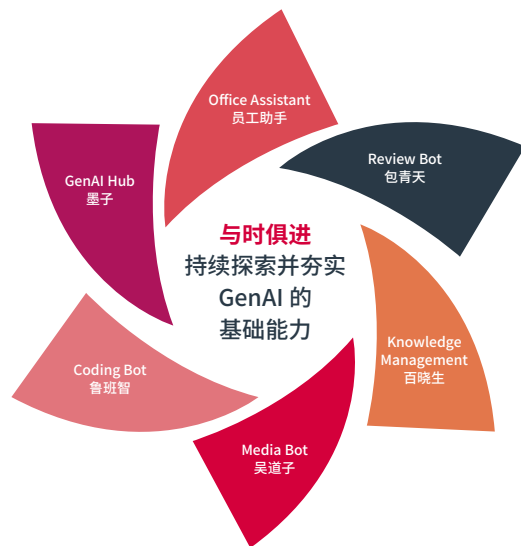 Office Assistant
员工助手
Review Bot
包青天
GenAI Hub
墨子
与时俱进
持续探索并夯实
GenAI 的
基础能力
Knowledge
Management
百晓生
Coding Bot
鲁班智
Media Bot
吴道子